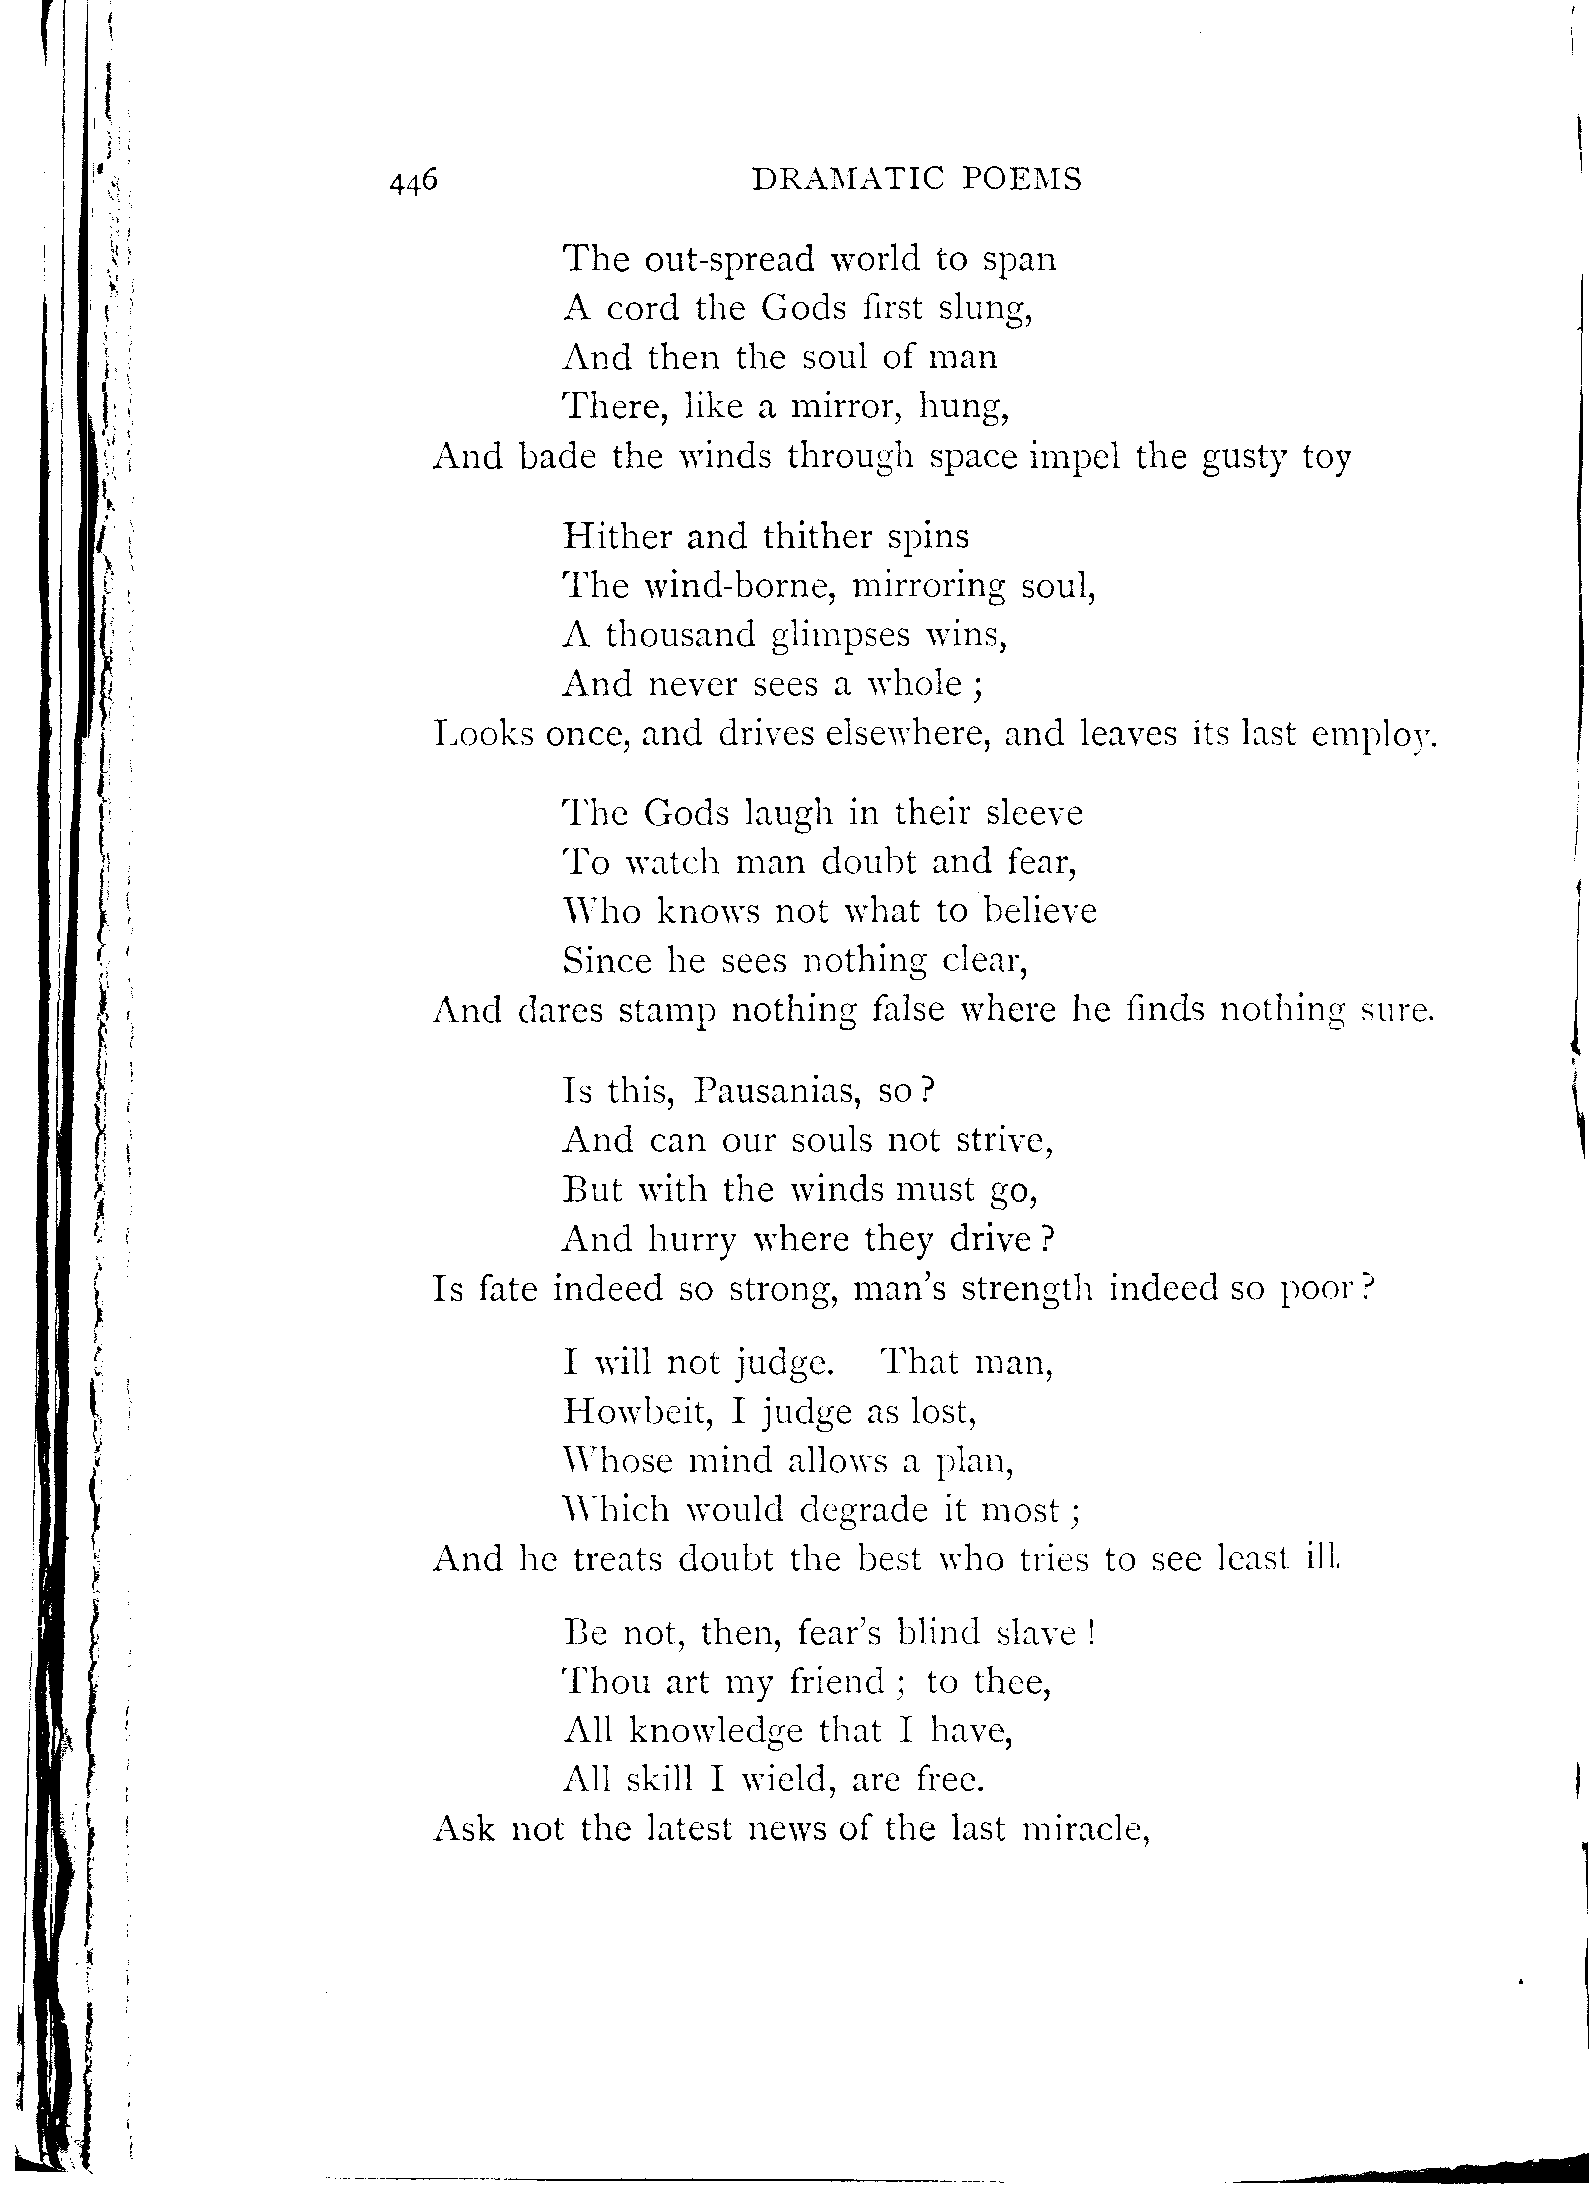 446 DRAMATIC POEMS
The out-spread world to span
A cord the Gods first slung,
And then the soul of man
There, like a mirror, hung,
And bade the winds through space impel the gusty toy
Hither and thither spins
The wind-borne, mirroring soul,
A thousand glimpses wins,
And never sees a whole ;
Looks once, and drives elsewhere, and leaves its last employ.
The Gods laugh in their sleeve
To watch man doubt and fear,
Who knows not what to believe
Since he sees nothing clear,
And dares stamp nothing false where he finds nothing sure.
Is this, Pausanias, so ?
And can our souls not strive,
But with the winds must go,
And hurry where they drive ?
Is fate indeed so strong, man's strength indeed so poor ?
I will not judge. That man,
Howbeit, I judge as lost,
Whose mind allows a plan,
Which would degrade it most ;
And he treats doubt the best who tries to see least ill.
Be not, then, fear's blind slave !
Thou art my friend ; to thee,
All knowledge that I have,
All skill I wield, are free.
Ask not the latest news of the last miracle,